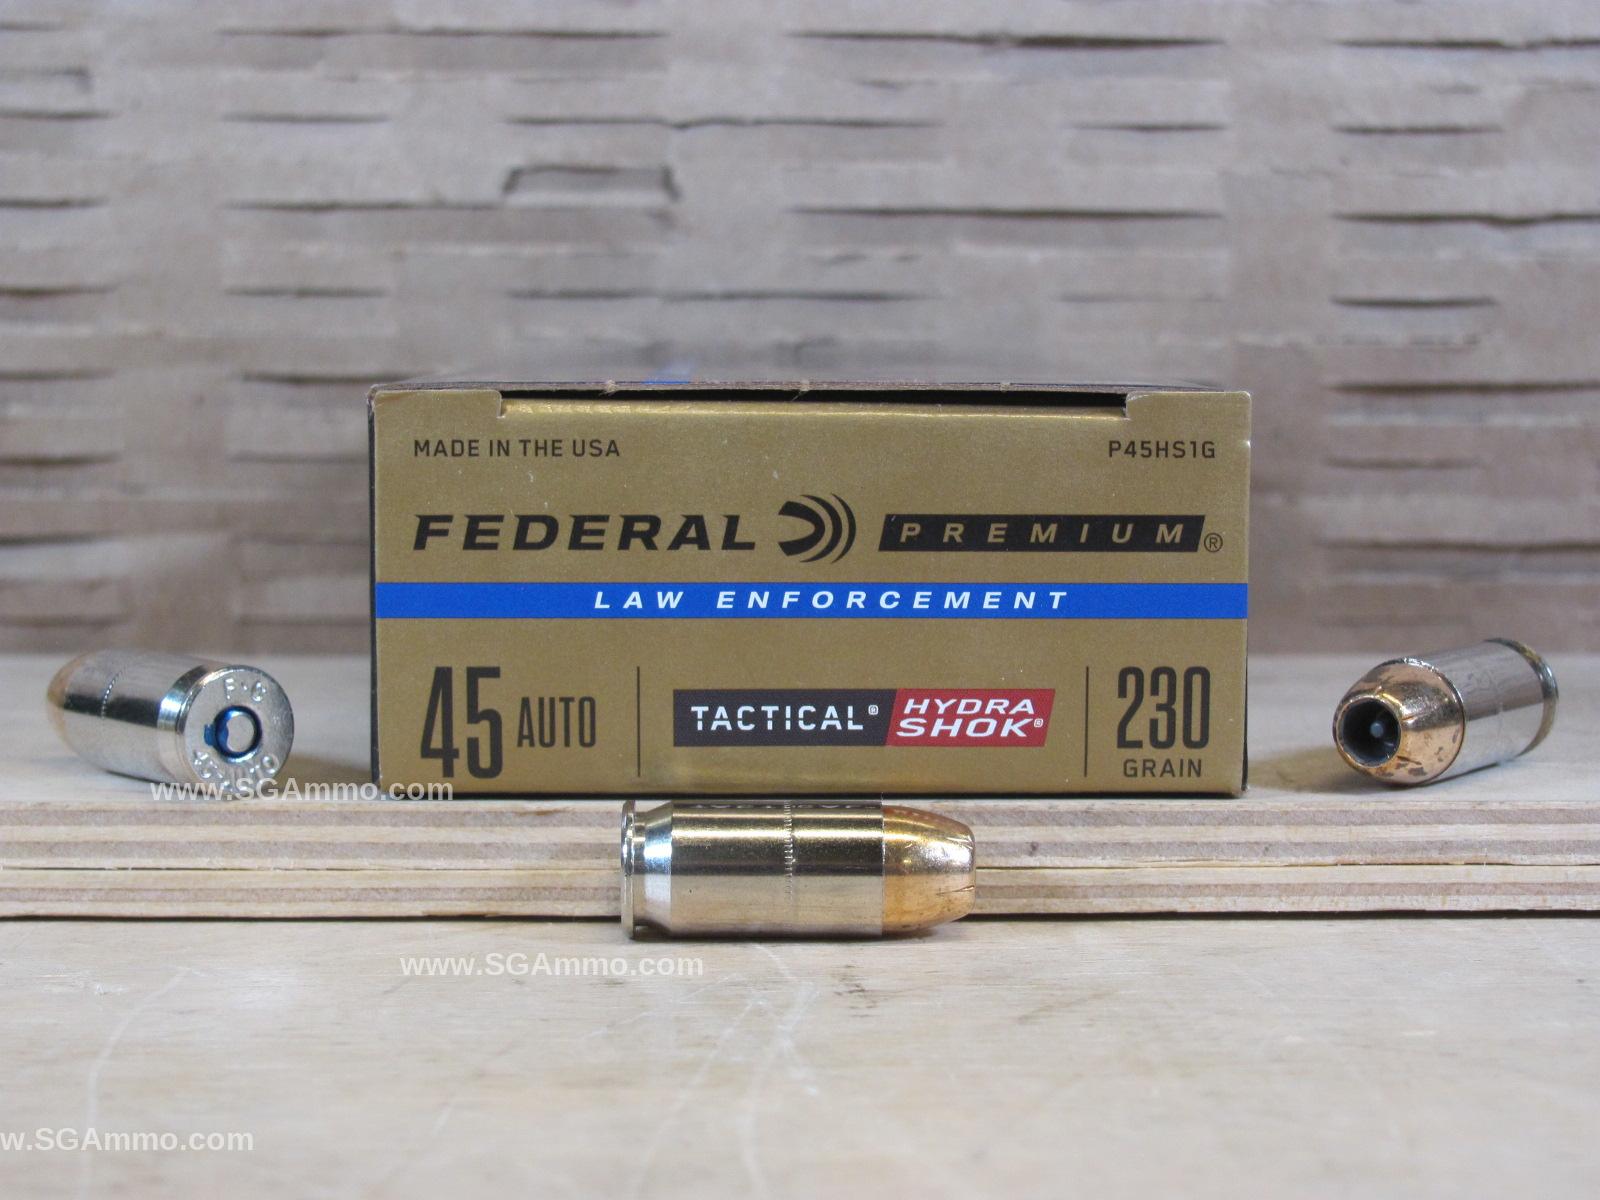 MADE IN THE USA P45HS1G
FEDERAL PREMIUM®
LAW ENFORCEMENT
45 AUTO TACTICAL® HYDRA SHOK® 230 GRAIN
F·C
www.SGAmmo.com
www.SGAmmo.com
w.SGAmmo.com